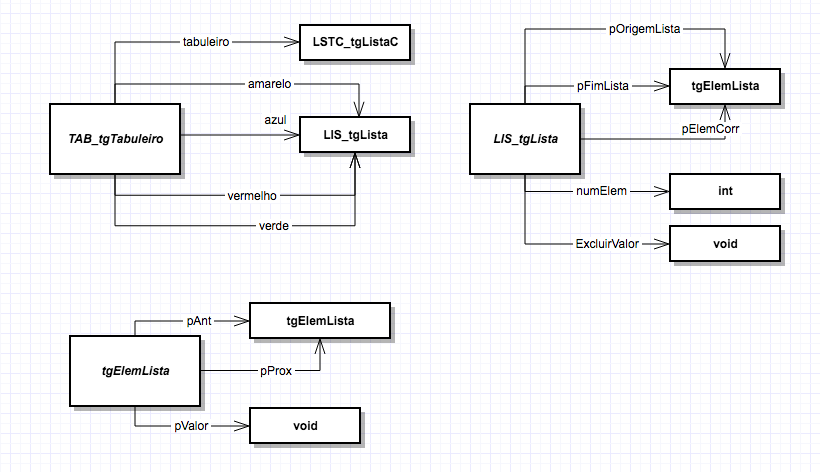 tabuleiro
LSTC_tgListaC
amarelo
TAB_tgTabuleiro
azul
LIS_tgLista
vermelho
verde
pOrigemLista
pFimLista
tgElemLista
LIS_tgLista
pElemCorr
numElem
int
ExcluirValor
void
pAnt
tgElemLista
tgElemLista
pProx
pValor
void